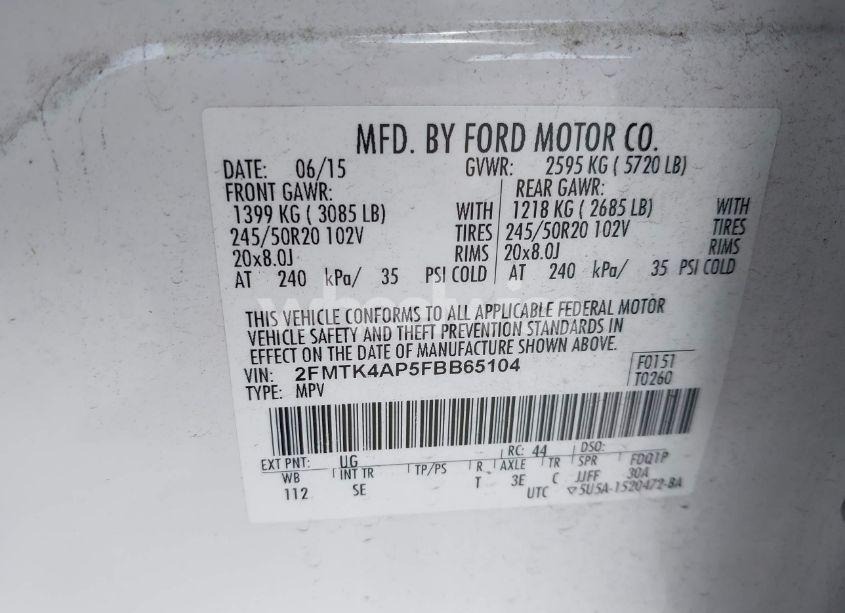 MFD. BY FORD MOTOR CO.
DATE: 06/15 GVWR: 2595 KG ( 5720 LB)
FRONT GAWR: REAR GAWR:
1399 KG ( 3085 LB) WITH 1218 KG ( 2685 LB) WITH
245/50R20 102V TIRES 245/50R20 102V TIRES
20x8.0J RIMS 20x8.0J RIMS
AT 240 kPa/ 35 PSI COLD AT 240 kPa/ 35 PSI COLD
THIS VEHICLE CONFORMS TO ALL APPLICABLE FEDERAL MOTOR
VEHICLE SAFETY AND THEFT PREVENTION STANDARDS IN
EFFECT ON THE DATE OF MANUFACTURE SHOWN ABOVE.
VIN: 2FMTK4AP5FBB65104 F0151
TYPE: MPV T0260
EXT PNT: UG RC: 44 DSO: FDQ1P
WB INT TR TP/PS R AXLE TR SPR 30A
112 SE T 3E C JJFF
UTC 5U5A-1520472-BA